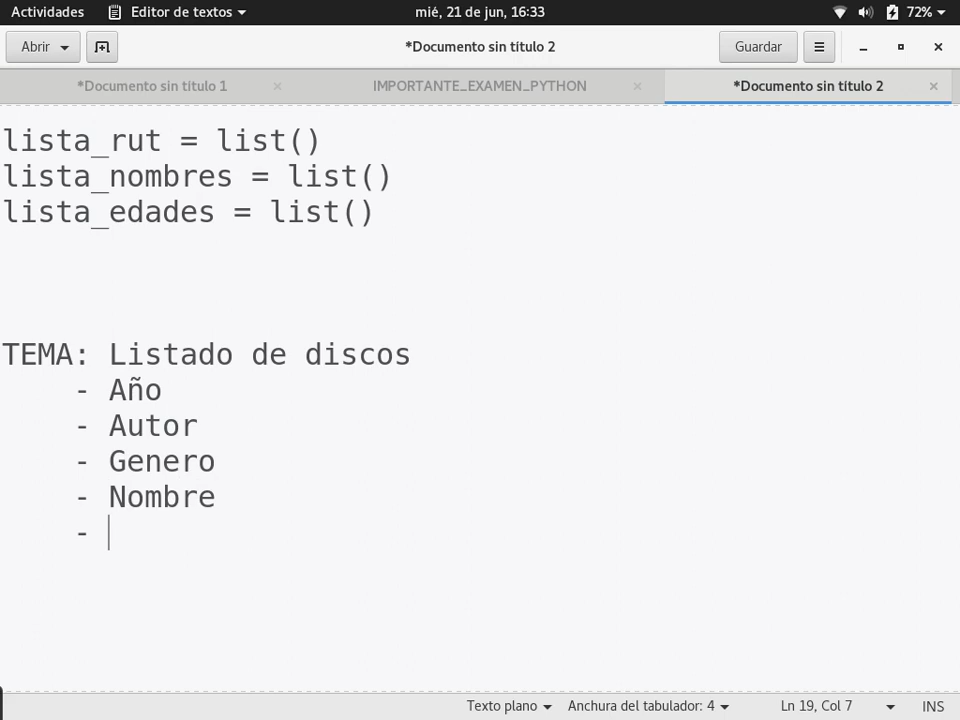 Actividades Editor de textos mié, 21 de jun, 16:33 72%
Abrir *Documento sin título 2 Guardar
*Documento sin título 1 IMPORTANTE_EXAMEN_PYTHON *Documento sin título 2
lista_rut = list()
lista_nombres = list()
lista_edades = list()
TEMA: Listado de discos
- Año
- Autor
- Genero
- Nombre
-
Texto plano Anchura del tabulador: 4 Ln 19, Col 7 INS